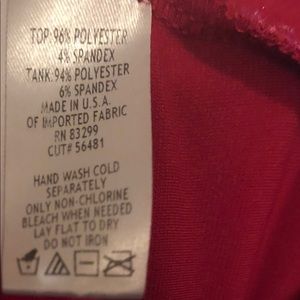 TOP: 96% POLYESTER
4% SPANDEX
TANK: 94% POLYESTER
6% SPANDEX
MADE IN U.S.A.
OF IMPORTED FABRIC
RN 83299
CUT# 56481
HAND WASH COLD
SEPARATELY
ONLY NON-CHLORINE
BLEACH WHEN NEEDED
LAY FLAT TO DRY
DO NOT IRON